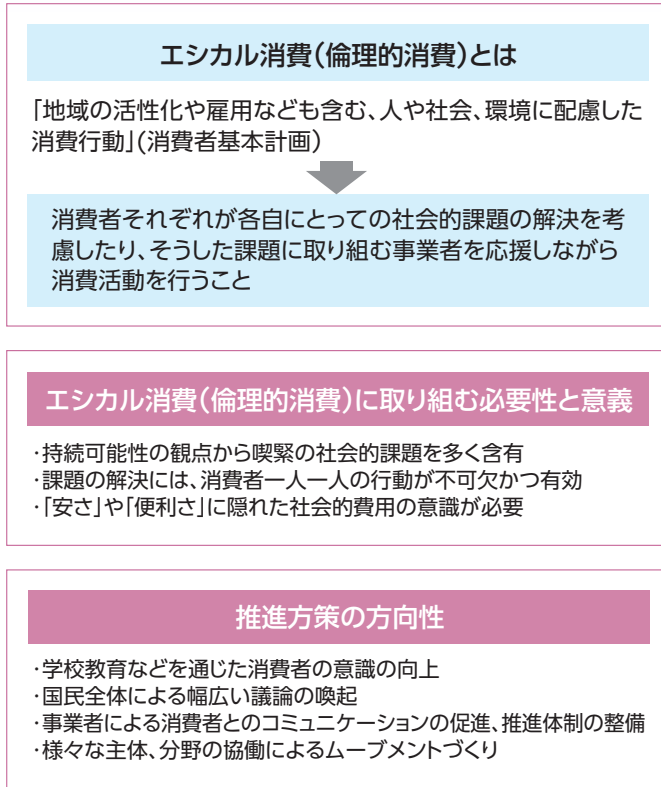 エシカル消費(倫理的消費)とは
「地域の活性化や雇用なども含む、人や社会、環境に配慮した
消費行動」(消費者基本計画)
消費者それぞれが各自にとっての社会的課題の解決を考
慮したり、そうした課題に取り組む事業者を応援しながら
消費活動を行うこと
エシカル消費(倫理的消費)に取り組む必要性と意義
・持続可能性の観点から喫緊の社会的課題を多く含有
・課題の解決には、消費者一人一人の行動が不可欠かつ有効
・「安さ」や「便利さ」に隠れた社会的費用の意識が必要
推進方策の方向性
・学校教育などを通じた消費者の意識の向上
・国民全体による幅広い議論の喚起
・事業者による消費者とのコミュニケーションの促進、推進体制の整備
・様々な主体、分野の協働によるムーブメントづくり